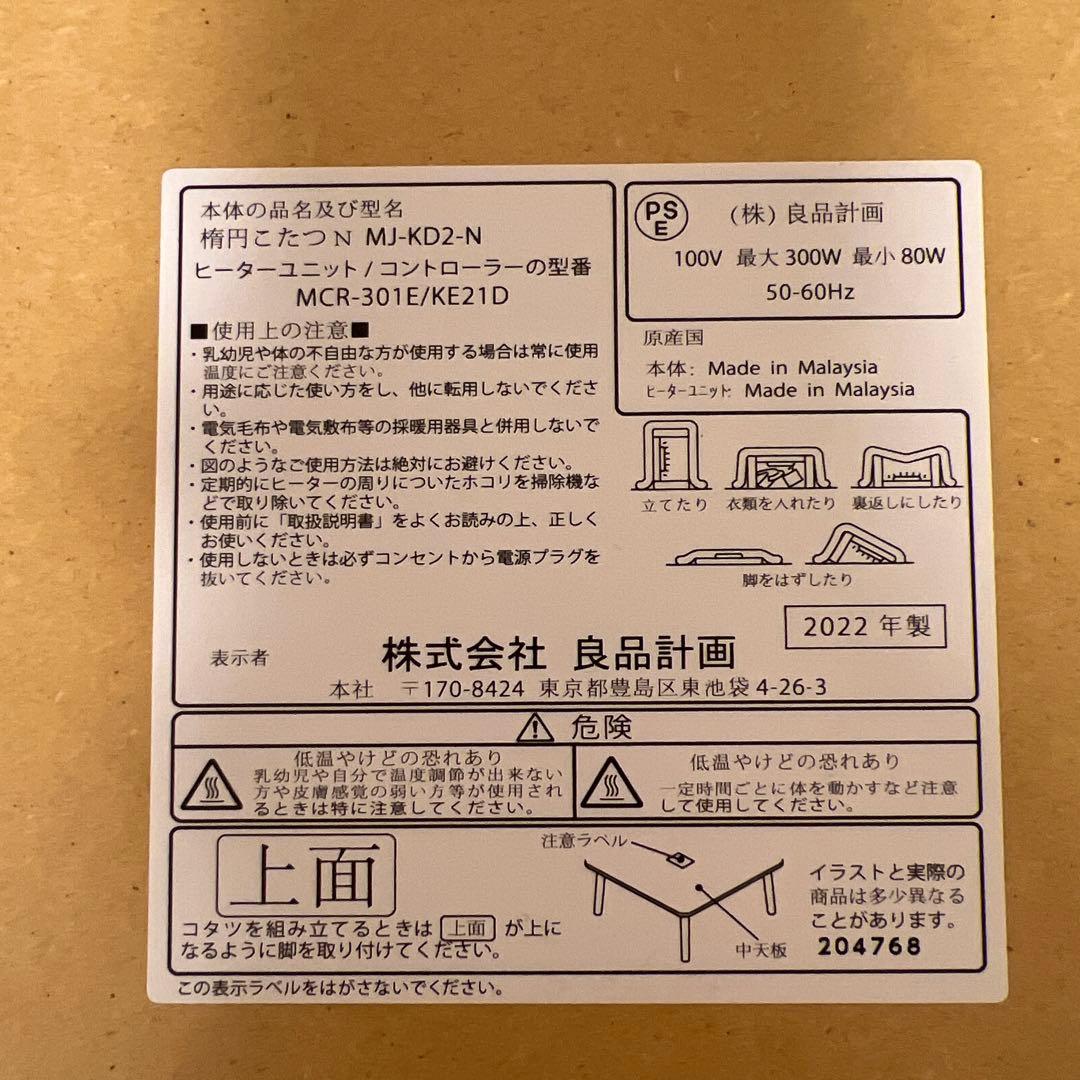 本体の品名及び型名
楕円こたつN MJ-KD2-N
ヒーターユニット/コントローラーの型番
MCR-301E/KE21D
■使用上の注意■
・乳幼児や体の不自由な方が使用する場合は常に使用
温度にご注意ください。
・用途に応じた使い方をし、他に転用しないでくださ
い。
・電気毛布や電気敷布等の採暖用器具と併用しないで
ください。
・図のようなご使用方法は絶対にお避けください。
・定期的にヒーターの周りについたホコリを掃除機な
どで取り除いてください。
・使用前に「取扱説明書」をよくお読みの上、正しく
お使いください。
・使用しないときは必ずコンセントから電源プラグを
抜いてください。
PSE
(株)良品計画
100V 最大300W 最小80W
50-60Hz
原産国
本体: Made in Malaysia
ヒーターユニット: Made in Malaysia
立てたり 衣類を入れたり 裏返しにしたり
脚をはずしたり
2022年製
表示者 株式会社 良品計画
本社 〒170-8424 東京都豊島区東池袋4-26-3
危険
低温やけどの恐れあり
乳幼児や自分で温度調節が出来ない
方や皮膚感覚の弱い方等が使用され
るときは特に注意してください。
低温やけどの恐れあり
一定時間ごとに体を動かすなど注意
して使用してください。
上面
コタツを組み立てるときは 上面 が上に
なるように脚を取り付けてください。
注意ラベル
中天板
イラストと実際の
商品は多少異なる
ことがあります。
204768
この表示ラベルをはがさないでください。